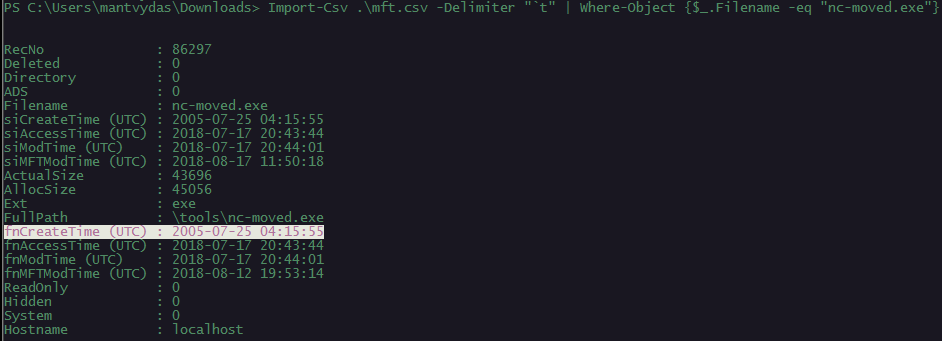 PS C:\Users\mantvydas\Downloads> Import-Csv .\mft.csv -Delimiter "`t" | Where-Object {$_.Filename -eq "nc-moved.exe"}
RecNo : 86297
Deleted : 0
Directory : 0
ADS : 0
Filename : nc-moved.exe
siCreateTime (UTC) : 2005-07-25 04:15:55
siAccessTime (UTC) : 2018-07-17 20:43:44
siModTime (UTC) : 2018-07-17 20:44:01
siMFTModTime (UTC) : 2018-08-17 11:50:18
ActualSize : 43696
AllocSize : 45056
Ext : exe
FullPath : \tools\nc-moved.exe
fnCreateTime (UTC) : 2005-07-25 04:15:55
fnAccessTime (UTC) : 2018-07-17 20:43:44
fnModTime (UTC) : 2018-07-17 20:44:01
fnMFTModTime (UTC) : 2018-08-12 19:53:14
ReadOnly : 0
Hidden : 0
System : 0
Hostname : localhost